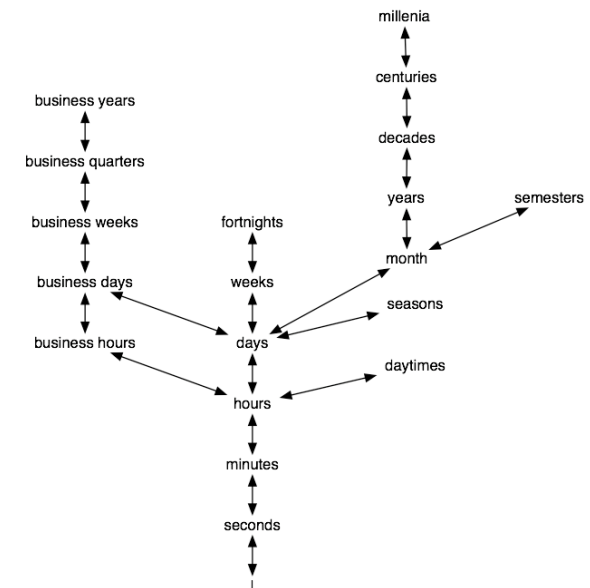 millenia
centuries
business years
decades
business quarters
years
semesters
business weeks
fortnights
month
business days
weeks
seasons
business hours
days
daytimes
hours
minutes
seconds